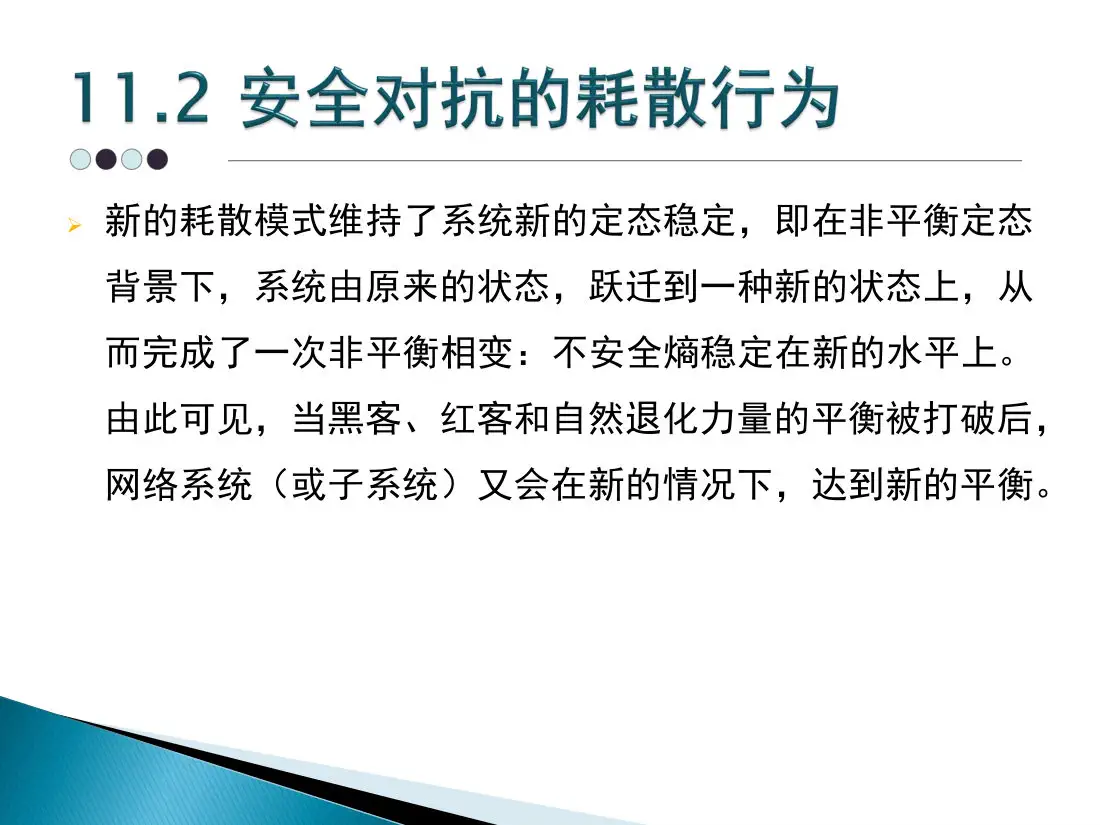 11.2 安全对抗的耗散行为
新的耗散模式维持了系统新的定态稳定，即在非平衡定态
背景下，系统由原来的状态，跃迁到一种新的状态上，从
而完成了一次非平衡相变：不安全熵稳定在新的水平上。
由此可见，当黑客、红客和自然退化力量的平衡被打破后，
网络系统（或子系统）又会在新的情况下，达到新的平衡。